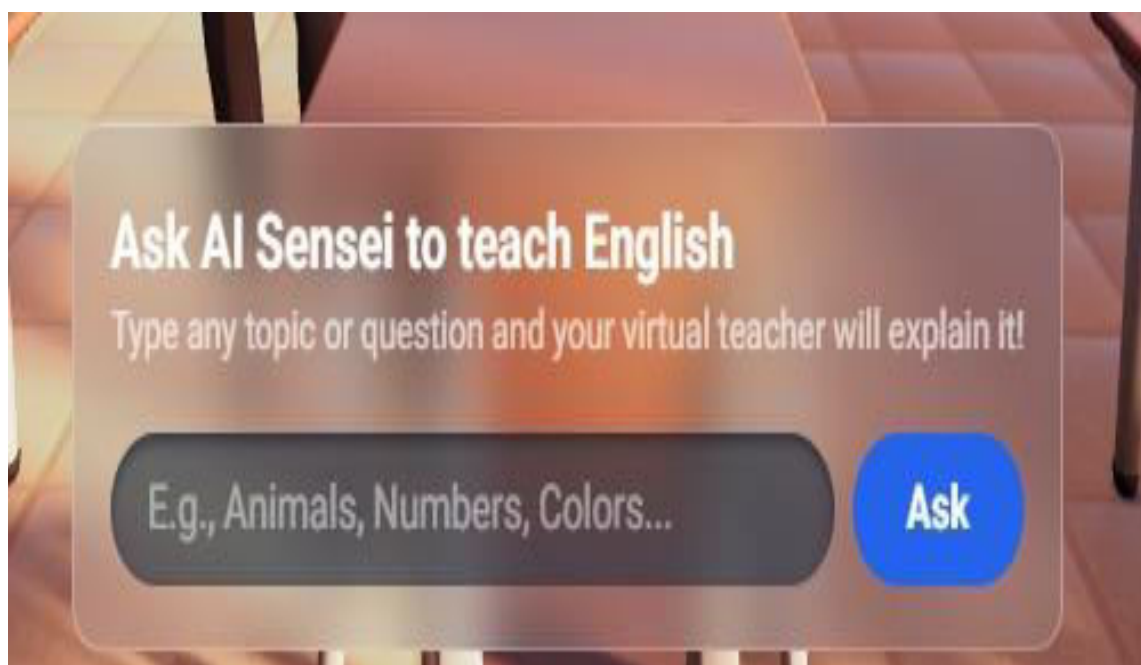 Ask AI Sensei to teach English
Type any topic or question and your virtual teacher will explain it!
E.g., Animals, Numbers, Colors...
Ask